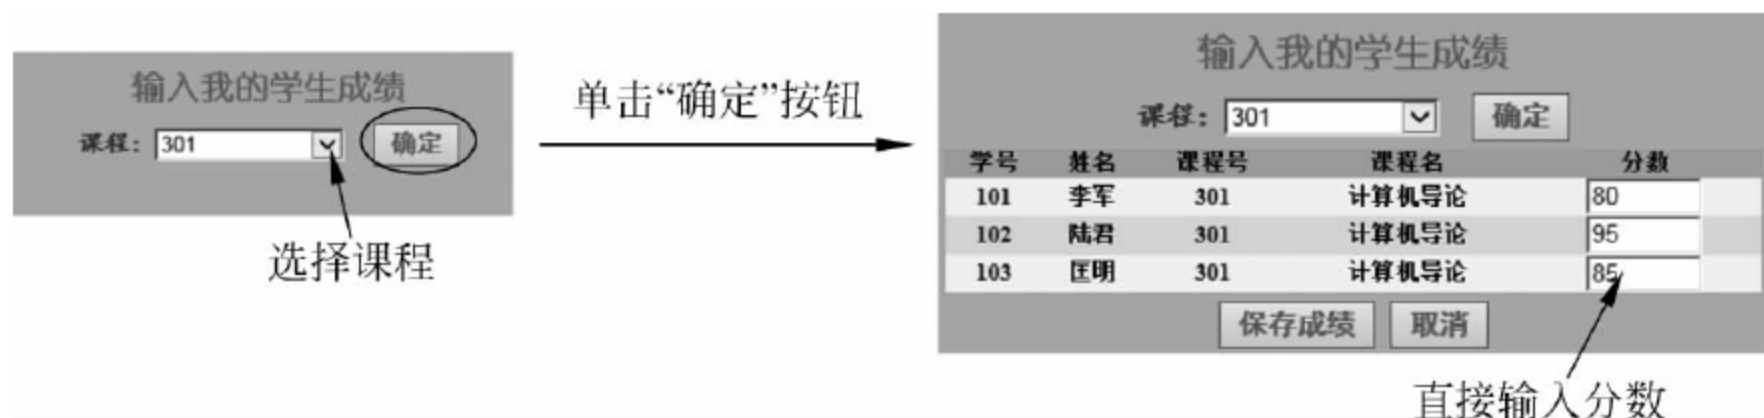 输入我的学生成绩
课程: 301 确定
选择课程
单击“确定”按钮
输入我的学生成绩
课程: 301 确定
学号 姓名 课程号 课程名 分数
101 李军 301 计算机导论 80
102 陆君 301 计算机导论 95
103 匡明 301 计算机导论 85
保存成绩 取消
直接输入分数